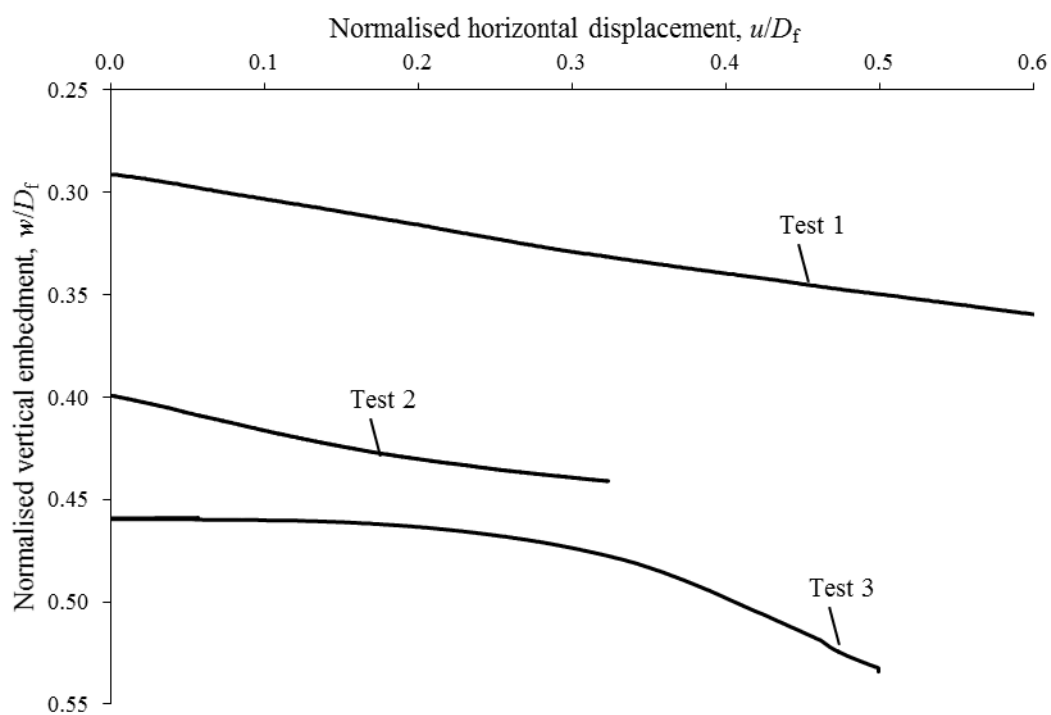 Normalised horizontal displacement, u/Df
0.0 0.1 0.2 0.3 0.4 0.5 0.6
0.25
0.30
0.35
0.40
0.45
0.50
0.55
Normalised vertical embedment, w/Df
Test 1
Test 2
Test 3